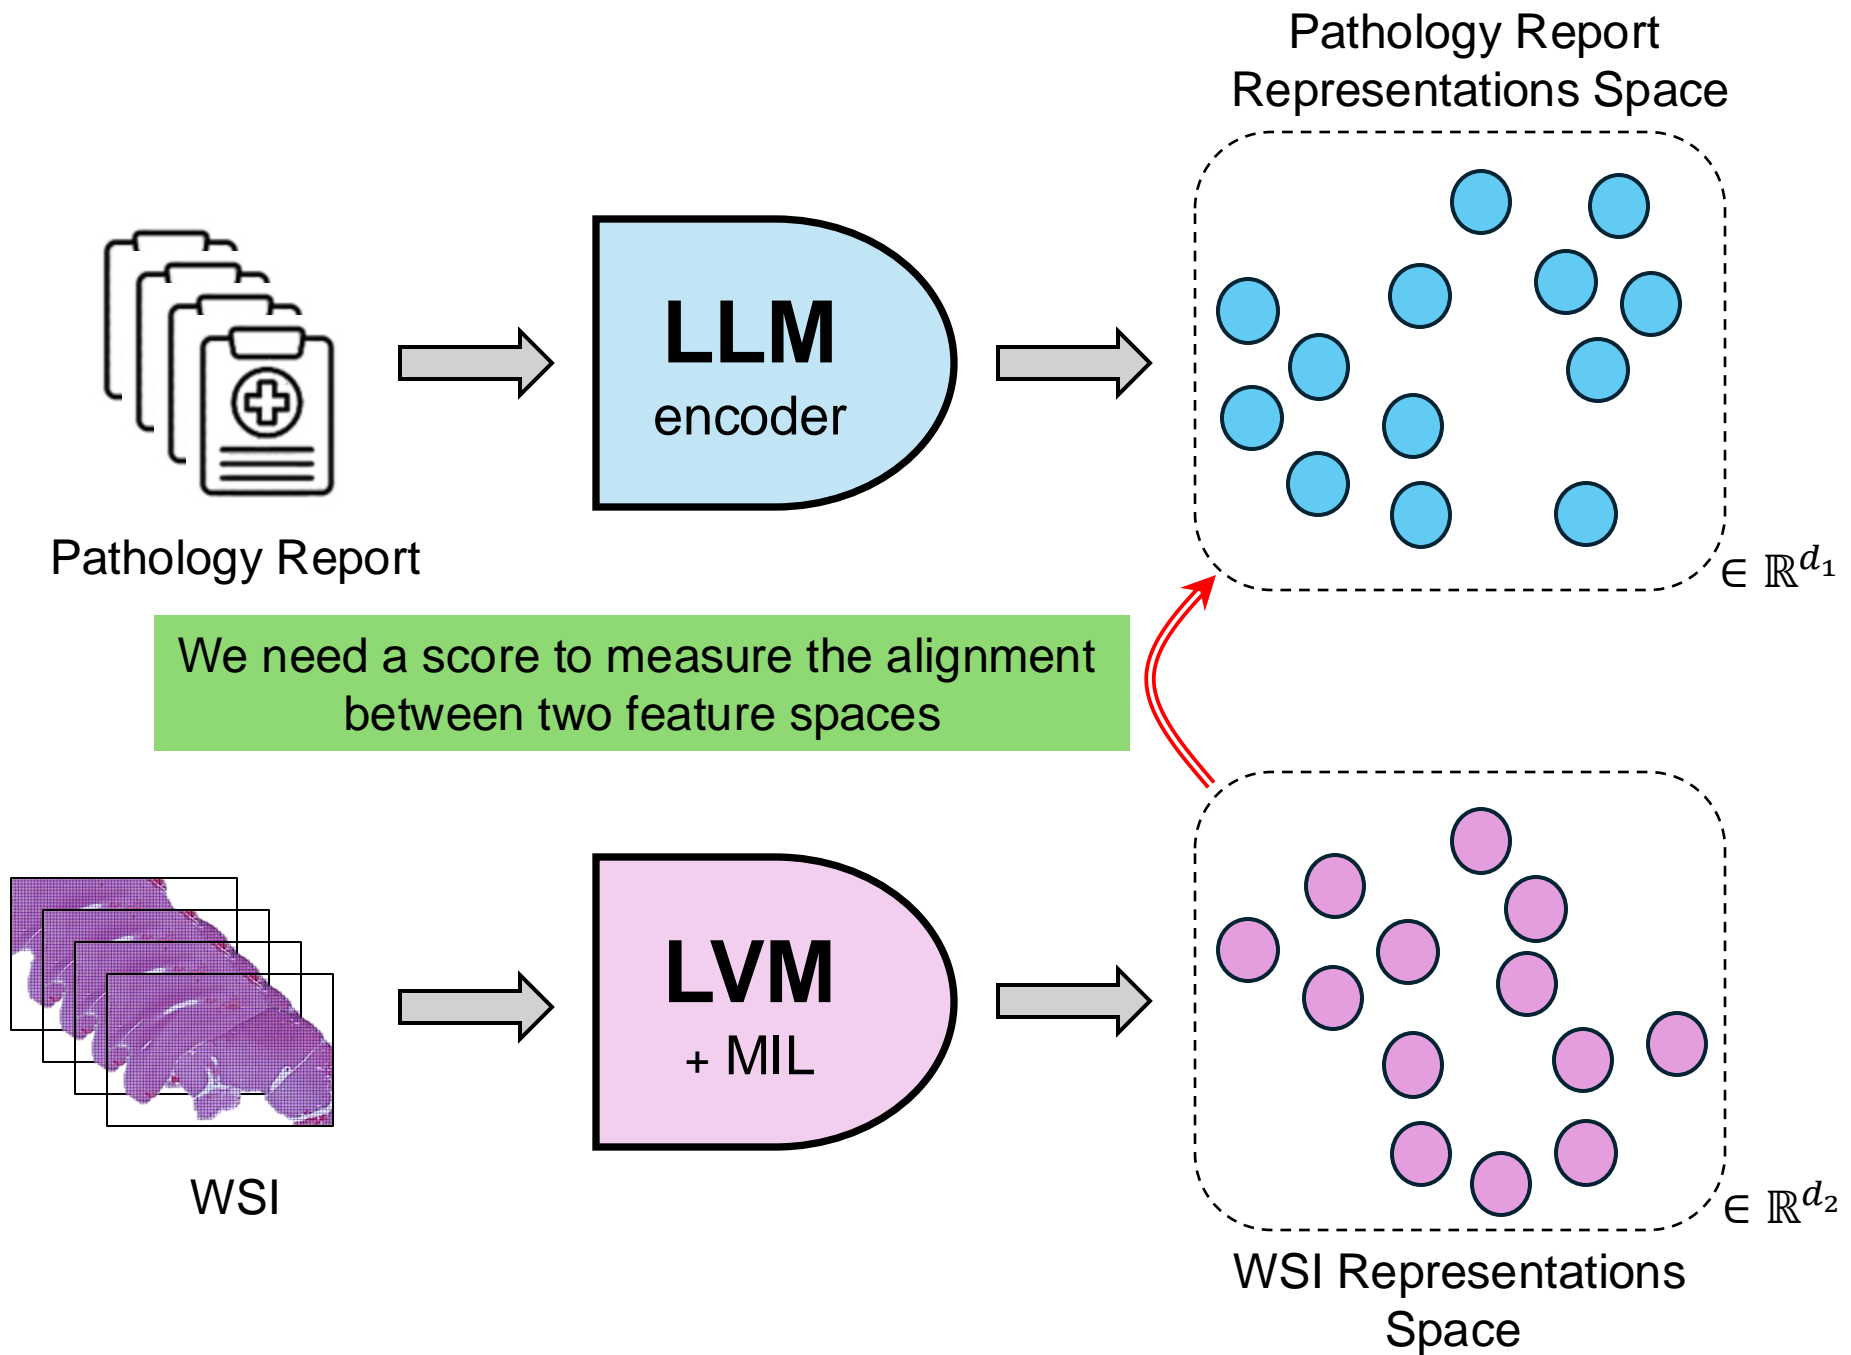 Pathology Report
Representations Space
LLM
encoder
Pathology Report
∈ ℝ^{d_1}
We need a score to measure the alignment
between two feature spaces
LVM
+ MIL
WSI
∈ ℝ^{d_2}
WSI Representations
Space